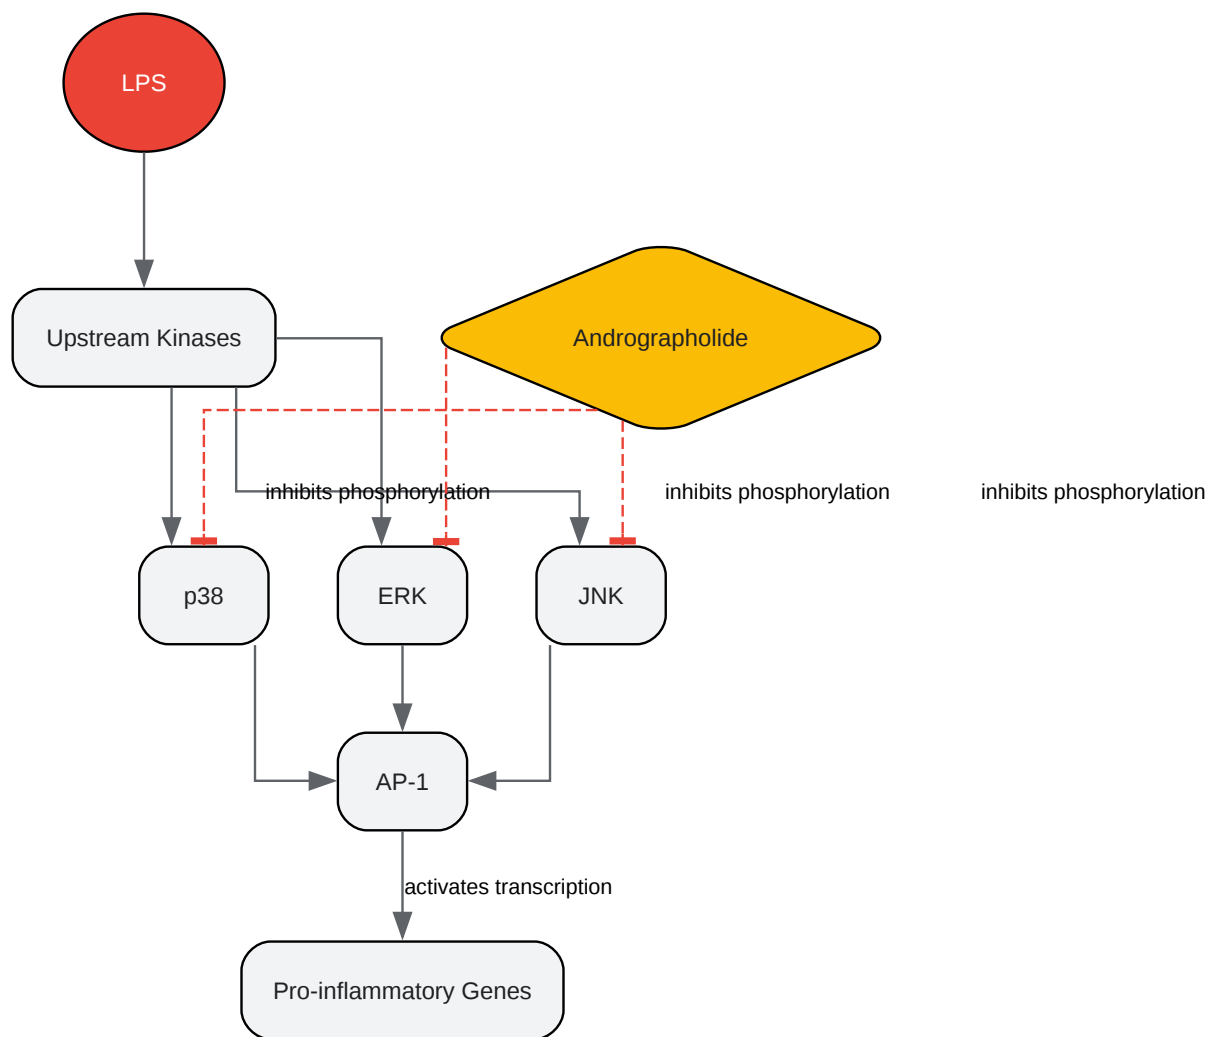 LPS
Upstream Kinases
Andrographolide
inhibits phosphorylation
inhibits phosphorylation
inhibits phosphorylation
p38
ERK
JNK
AP-1
activates transcription
Pro-inflammatory Genes